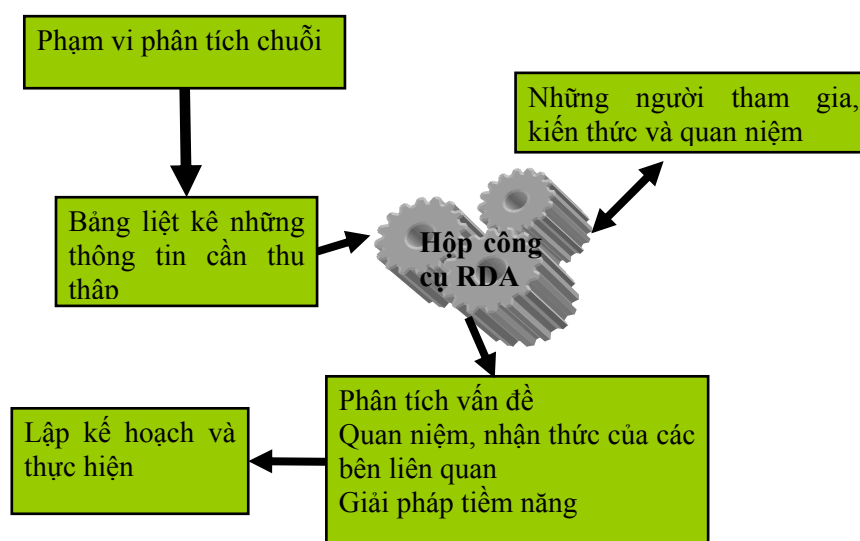 Phạm vi phân tích chuỗi
Những người tham gia,
kiến thức và quan niệm
Bảng liệt kê những
thông tin cần thu
thập
Hộp công
cụ RDA
Phân tích vấn đề
Quan niệm, nhận thức của các
bên liên quan
Giải pháp tiềm năng
Lập kế hoạch và
thực hiện